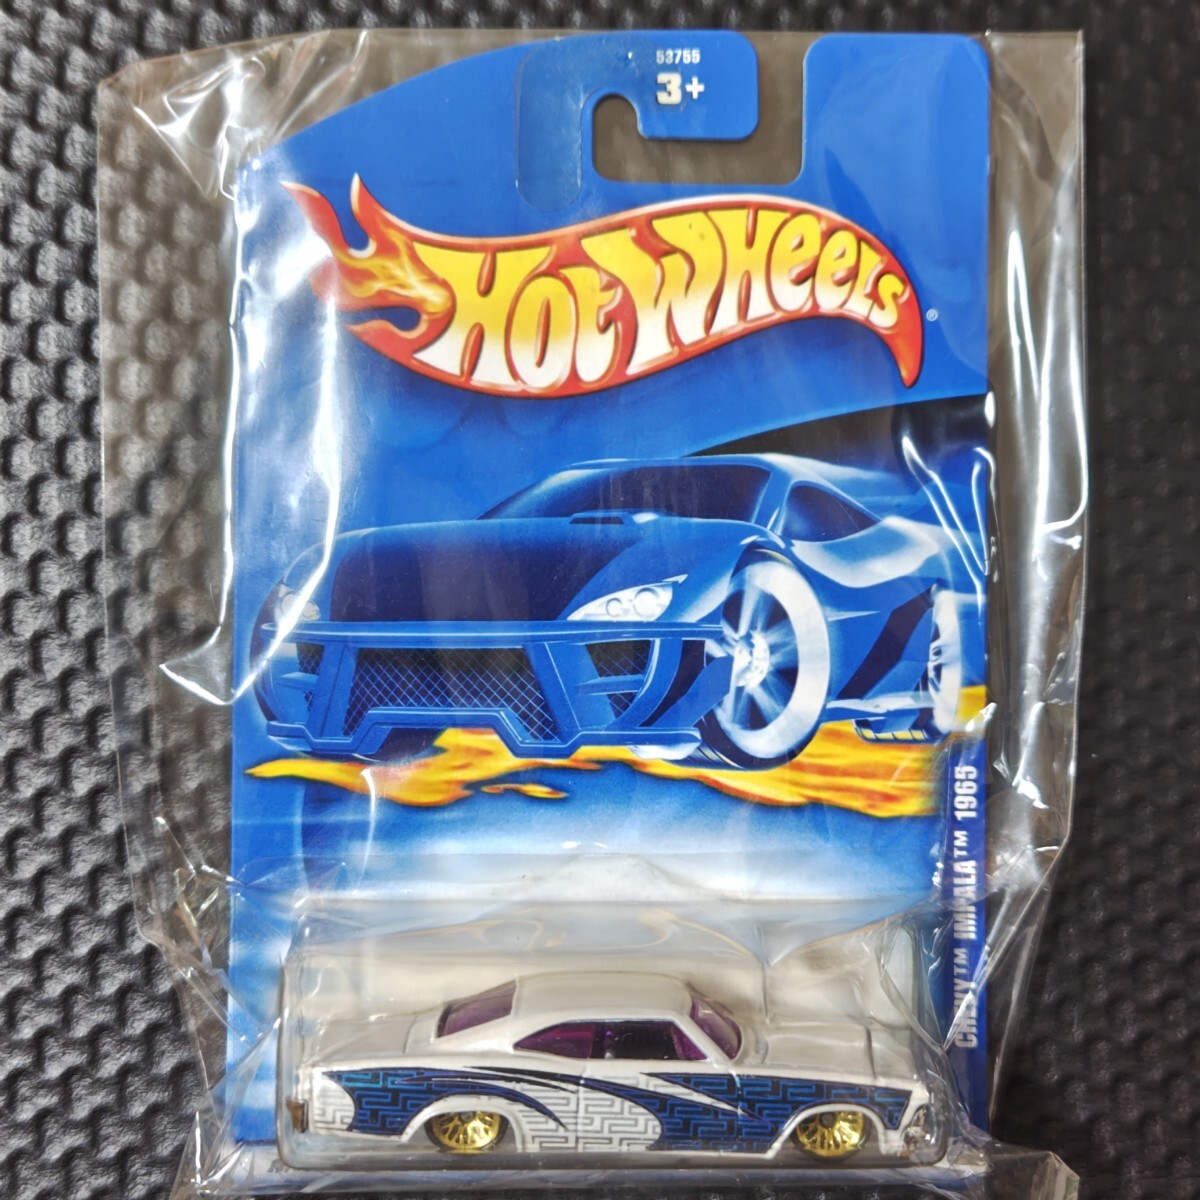 53755
3+
HOT WHEELS®
CHEVY™ IMPALA™ 1965